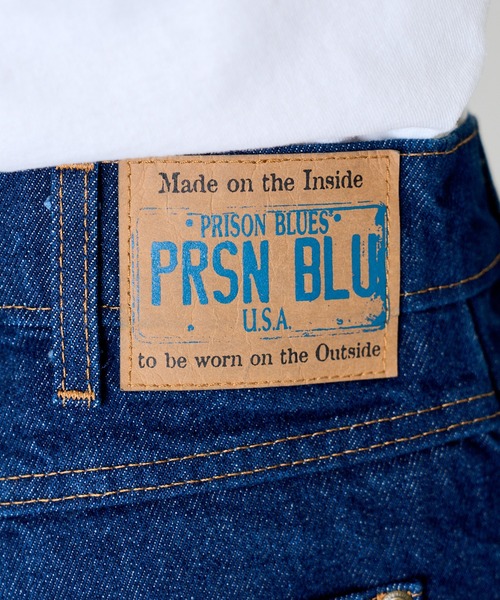 Made on the Inside
PRISON BLUES
PRSN BLU
U.S.A.
to be worn on the Outside